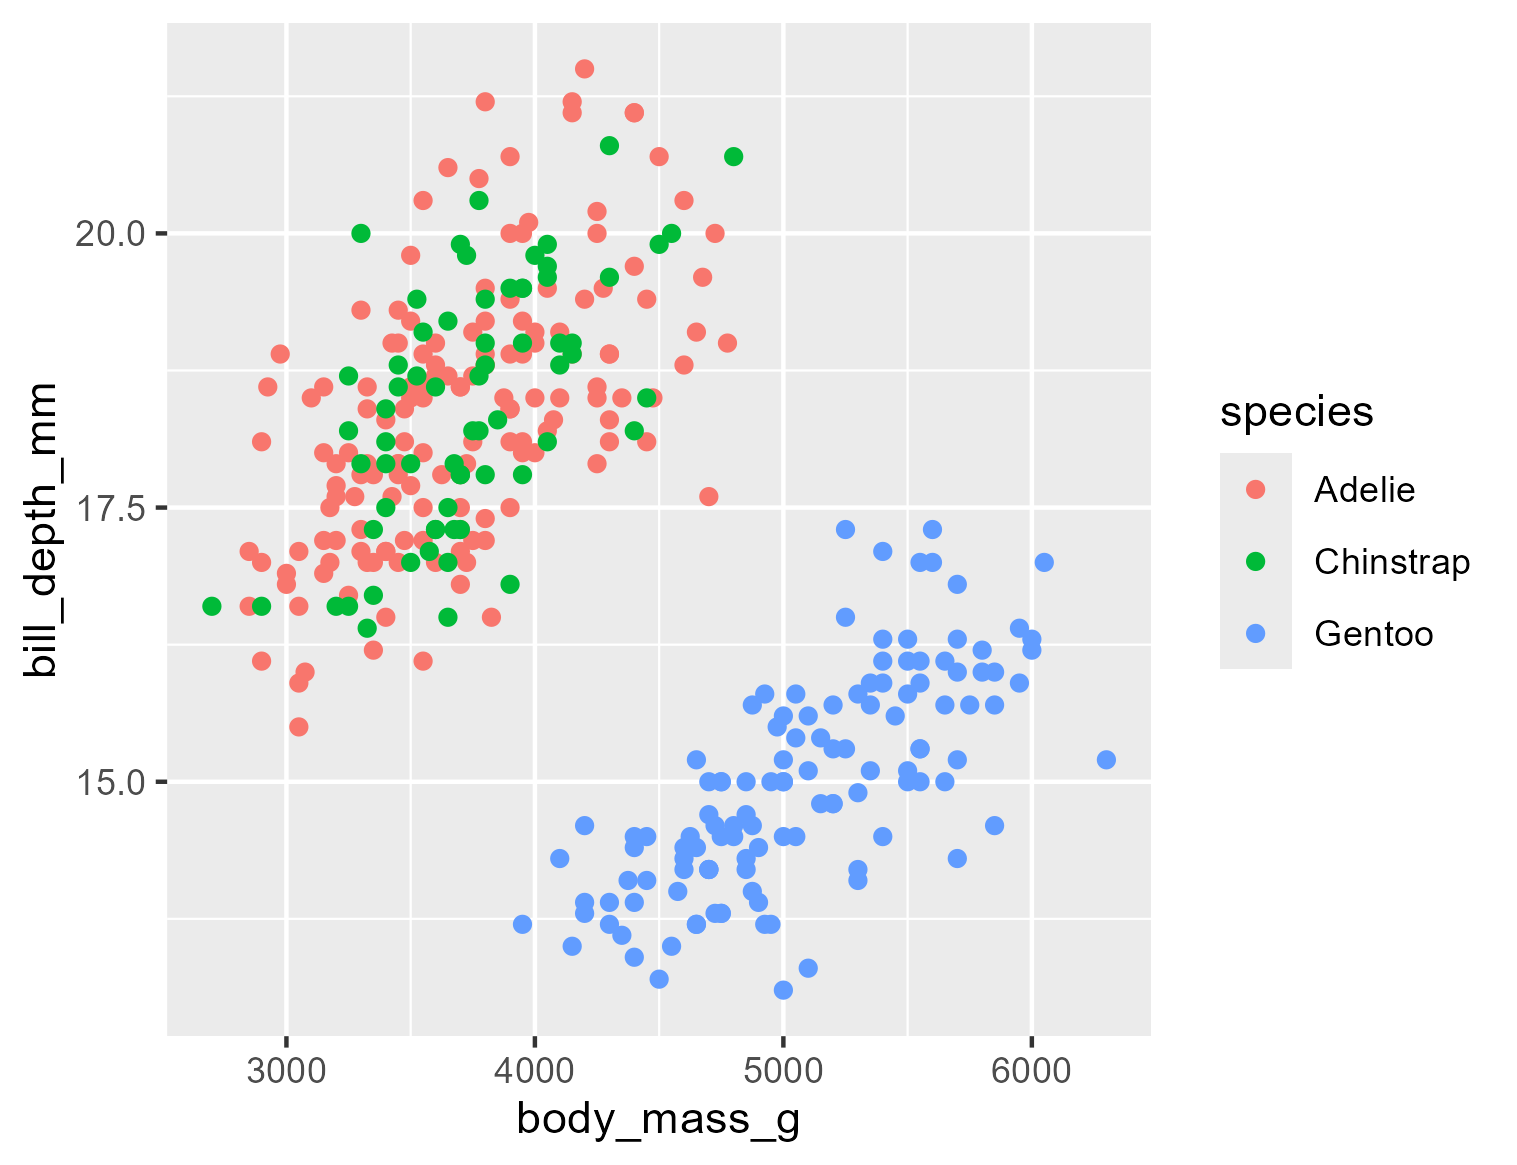 20.0
17.5
15.0
bill_depth_mm
3000 4000 5000 6000
body_mass_g
species
Adelie
Chinstrap
Gentoo